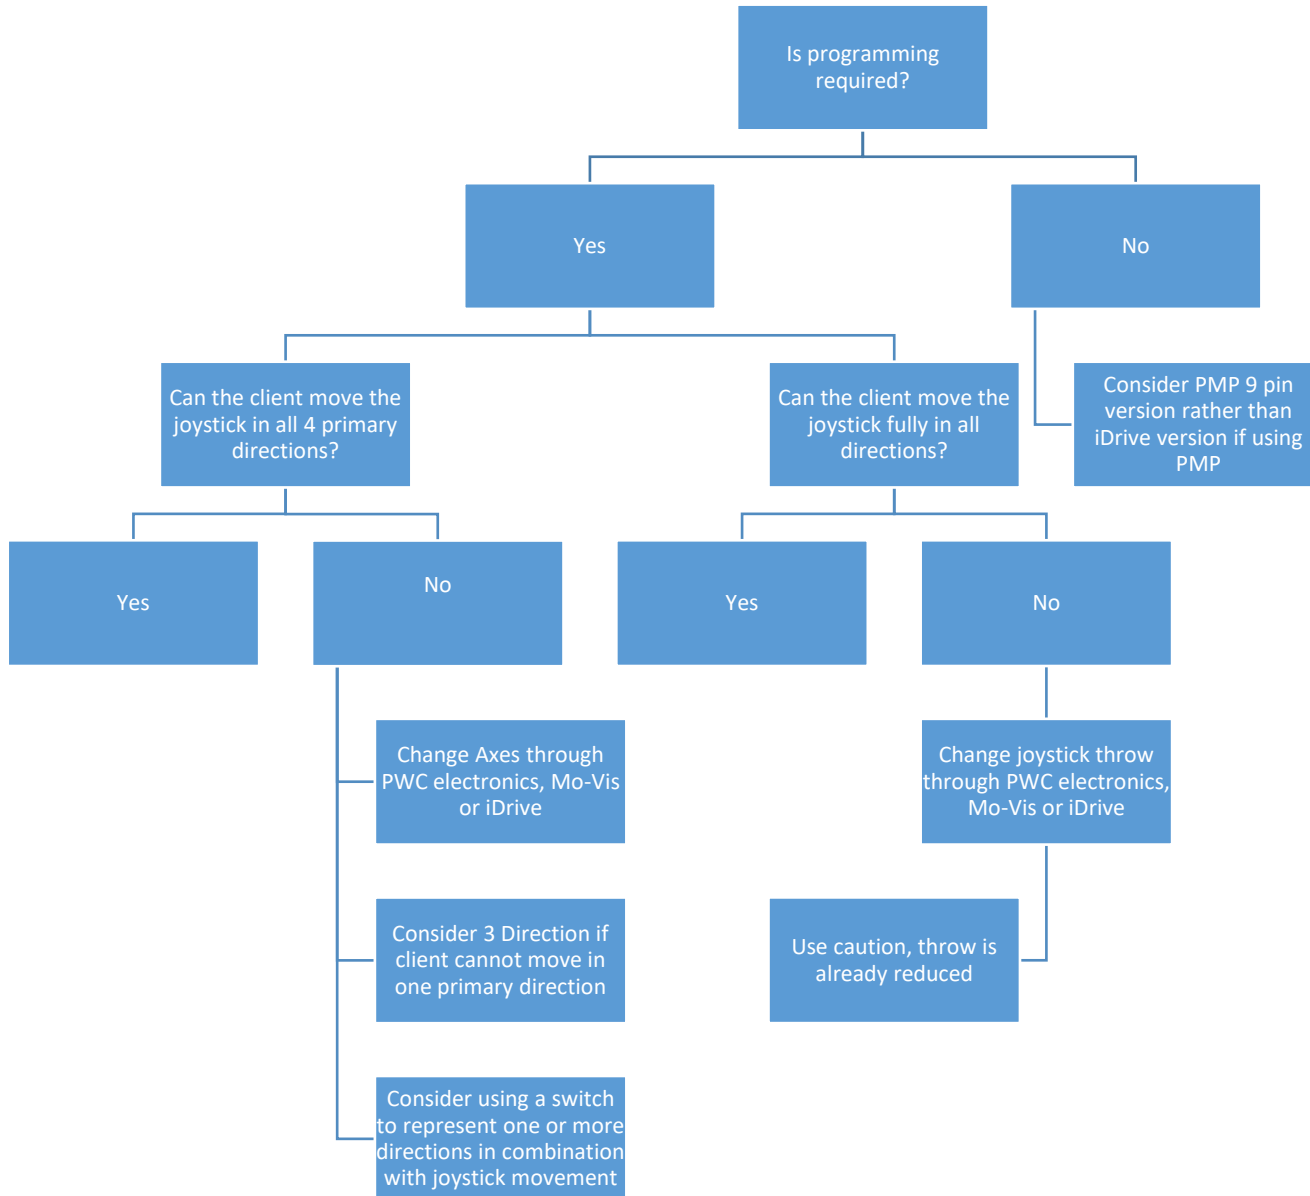 Is programming
required?
Yes
No
Can the client move the
joystick in all 4 primary
directions?
Can the client move the
joystick fully in all
directions?
Consider PMP 9 pin
version rather than
iDrive version if using
PMP
Yes
No
Yes
No
Change Axes through
PWC electronics, Mo-Vis
or iDrive
Change joystick throw
through PWC electronics,
Mo-Vis or iDrive
Consider 3 Direction if
client cannot move in
one primary direction
Use caution, throw is
already reduced
Consider using a switch
to represent one or more
directions in combination
with joystick movement